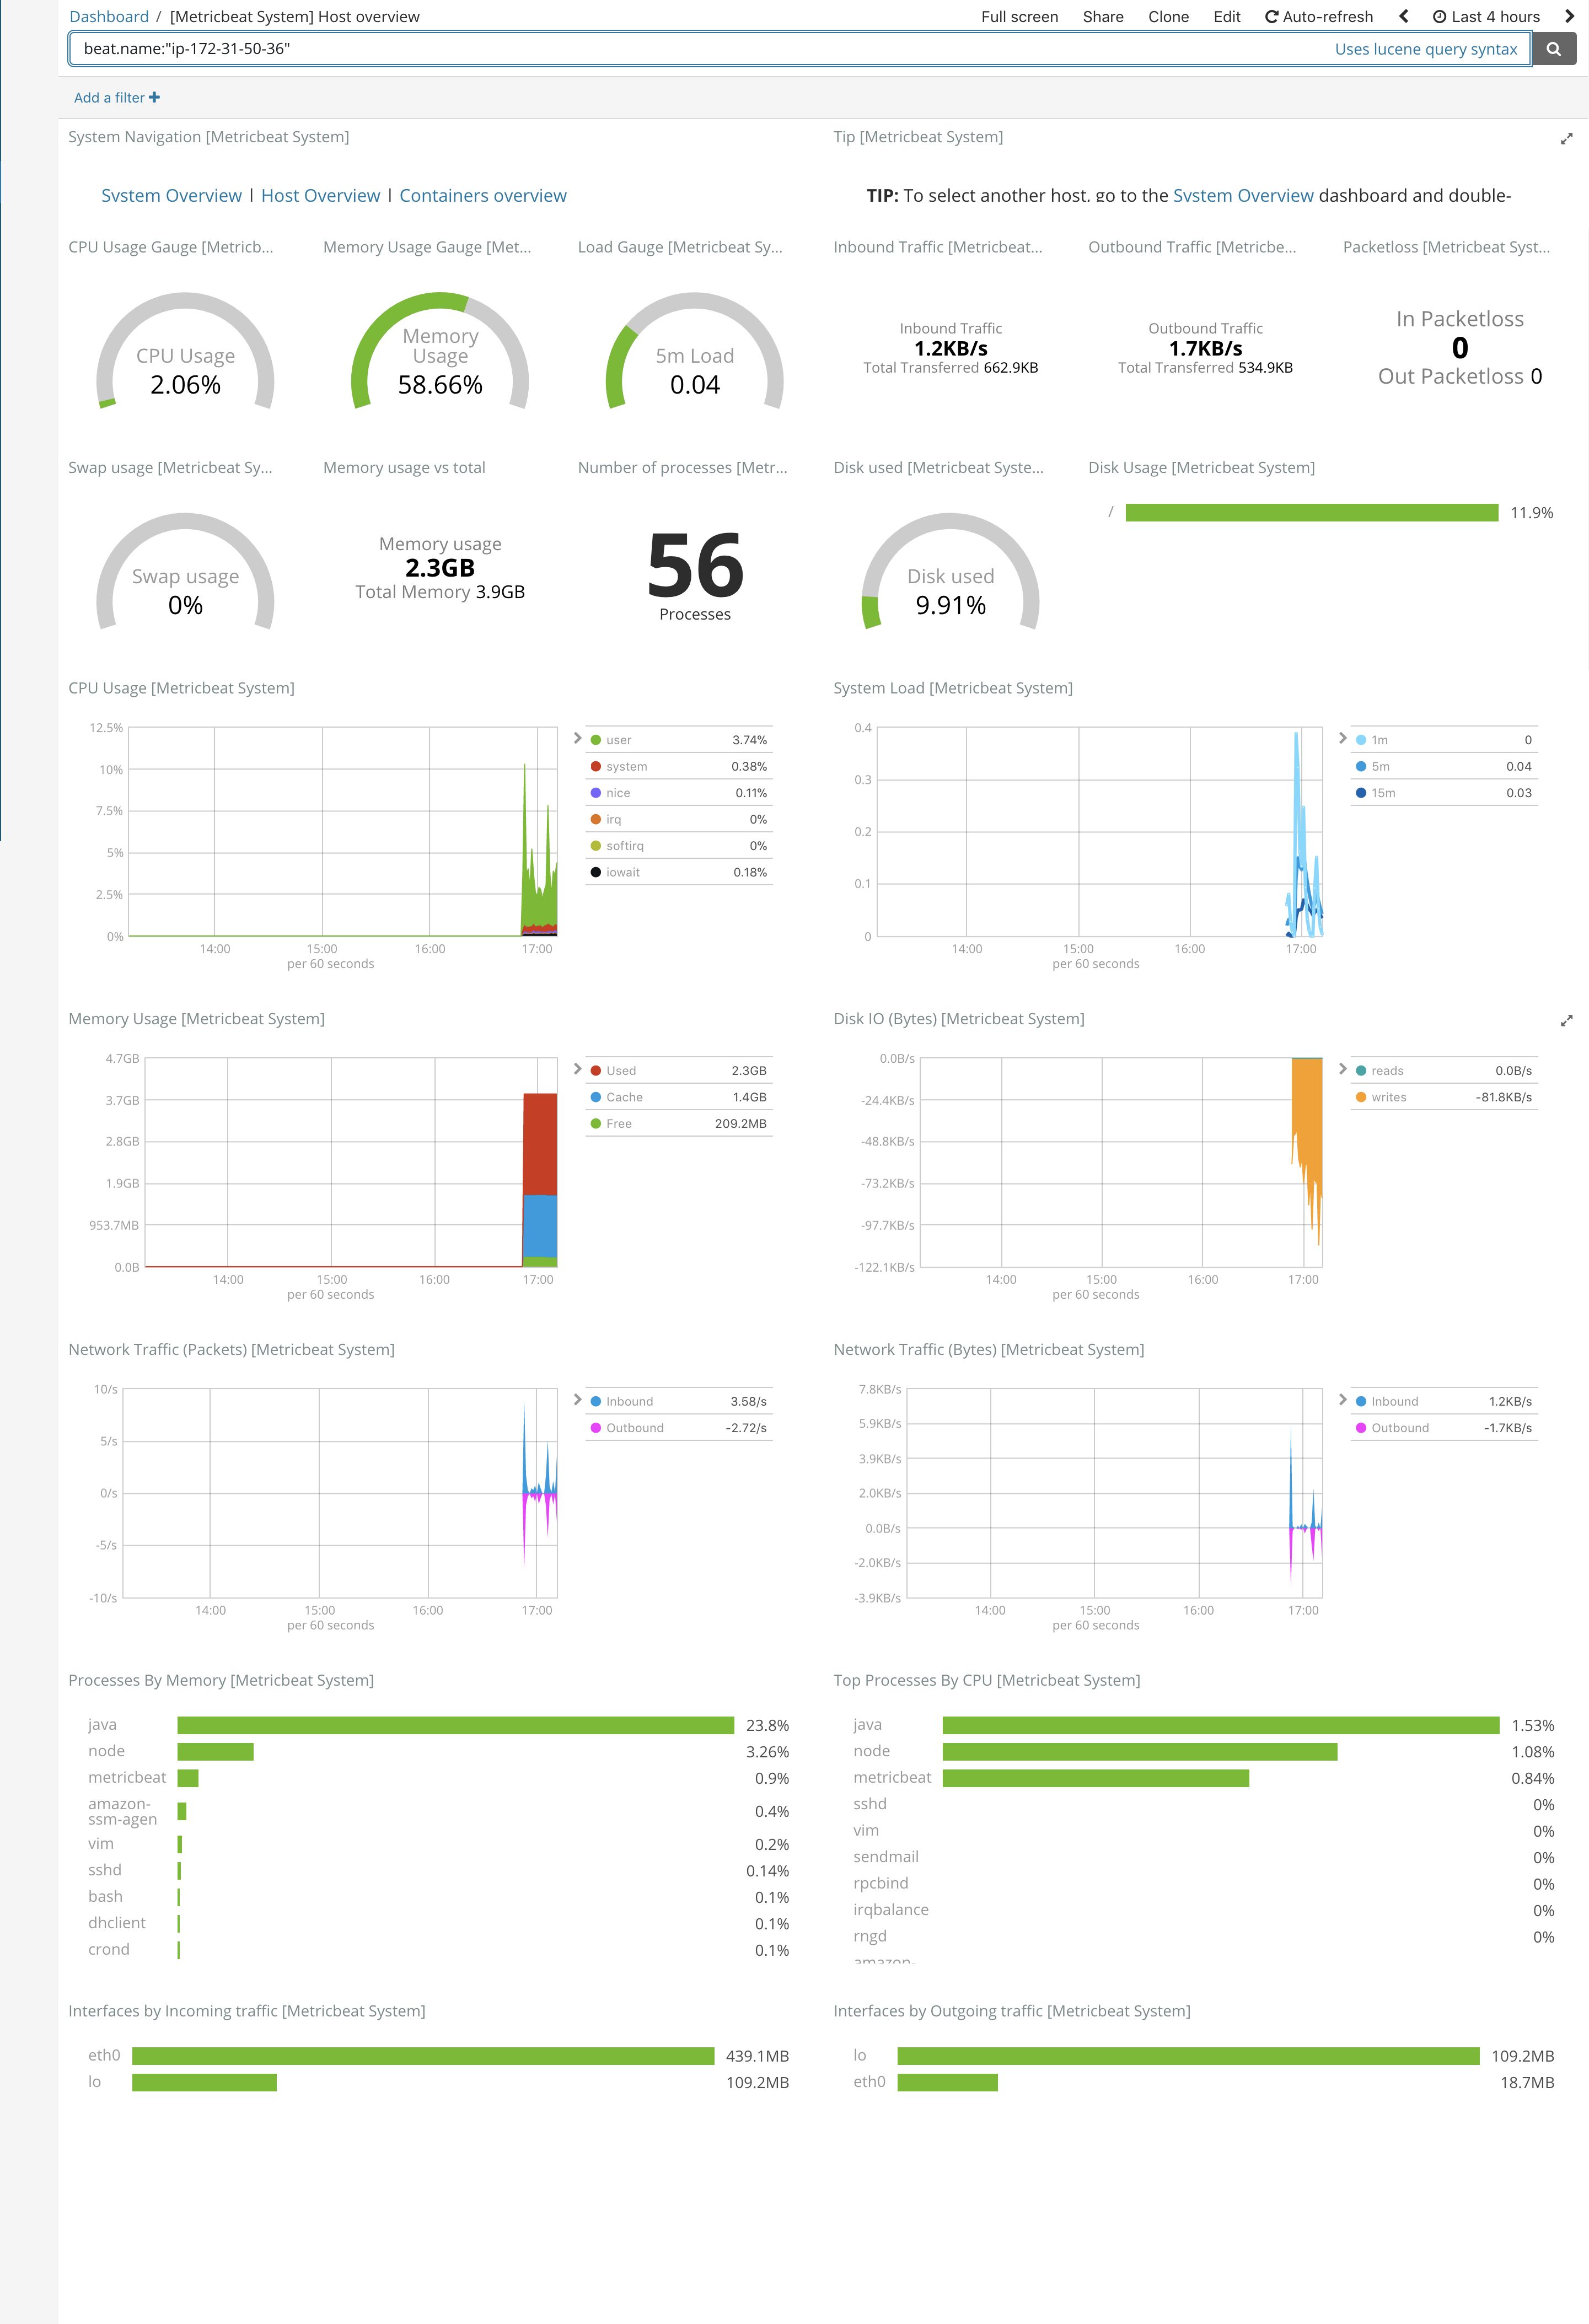 Dashboard / [Metricbeat System] Host overview
Full screen Share Clone Edit Auto-refresh Last 4 hours
beat.name:"ip-172-31-50-36"
Uses lucene query syntax
Add a filter +
System Navigation [Metricbeat System]
System Overview | Host Overview | Containers overview
Tip [Metricbeat System]
TIP: To select another host, go to the System Overview dashboard and double-
CPU Usage Gauge [Metricb...
CPU Usage
2.06%
Memory Usage Gauge [Met...
Memory
Usage
58.66%
Load Gauge [Metricbeat Sy...
5m Load
0.04
Inbound Traffic [Metricbeat...
Inbound Traffic
1.2KB/s
Total Transferred 662.9KB
Outbound Traffic [Metricbe...
Outbound Traffic
1.7KB/s
Total Transferred 534.9KB
Packetloss [Metricbeat Syst...
In Packetloss
0
Out Packetloss 0
Swap usage [Metricbeat Sy...
Swap usage
0%
Memory usage vs total
Memory usage
2.3GB
Total Memory 3.9GB
Number of processes [Metr...
56
Processes
Disk used [Metricbeat Syste...
Disk used
9.91%
Disk Usage [Metricbeat System]
/ 11.9%
CPU Usage [Metricbeat System]
12.5%
10%
7.5%
5%
2.5%
0%
14:00 15:00 16:00 17:00
per 60 seconds
user 3.74%
system 0.38%
nice 0.11%
irq 0%
softirq 0%
iowait 0.18%
System Load [Metricbeat System]
0.4
0.3
0.2
0.1
0
14:00 15:00 16:00 17:00
per 60 seconds
1m 0
5m 0.04
15m 0.03
Memory Usage [Metricbeat System]
4.7GB
3.7GB
2.8GB
1.9GB
953.7MB
0.0B
14:00 15:00 16:00 17:00
per 60 seconds
Used 2.3GB
Cache 1.4GB
Free 209.2MB
Disk IO (Bytes) [Metricbeat System]
0.0B/s
-24.4KB/s
-48.8KB/s
-73.2KB/s
-97.7KB/s
-122.1KB/s
14:00 15:00 16:00 17:00
per 60 seconds
reads 0.0B/s
writes -81.8KB/s
Network Traffic (Packets) [Metricbeat System]
10/s
5/s
0/s
-5/s
-10/s
14:00 15:00 16:00 17:00
per 60 seconds
Inbound 3.58/s
Outbound -2.72/s
Network Traffic (Bytes) [Metricbeat System]
7.8KB/s
5.9KB/s
3.9KB/s
2.0KB/s
0.0B/s
-2.0KB/s
-3.9KB/s
14:00 15:00 16:00 17:00
per 60 seconds
Inbound 1.2KB/s
Outbound -1.7KB/s
Processes By Memory [Metricbeat System]
java 23.8%
node 3.26%
metricbeat 0.9%
amazon-
ssm-agen 0.4%
vim 0.2%
sshd 0.14%
bash 0.1%
dhclient 0.1%
crond 0.1%
Top Processes By CPU [Metricbeat System]
java 1.53%
node 1.08%
metricbeat 0.84%
sshd 0%
vim 0%
sendmail 0%
rpcbind 0%
irqbalance 0%
rngd 0%
amazon-
Interfaces by Incoming traffic [Metricbeat System]
eth0 439.1MB
lo 109.2MB
Interfaces by Outgoing traffic [Metricbeat System]
lo 109.2MB
eth0 18.7MB